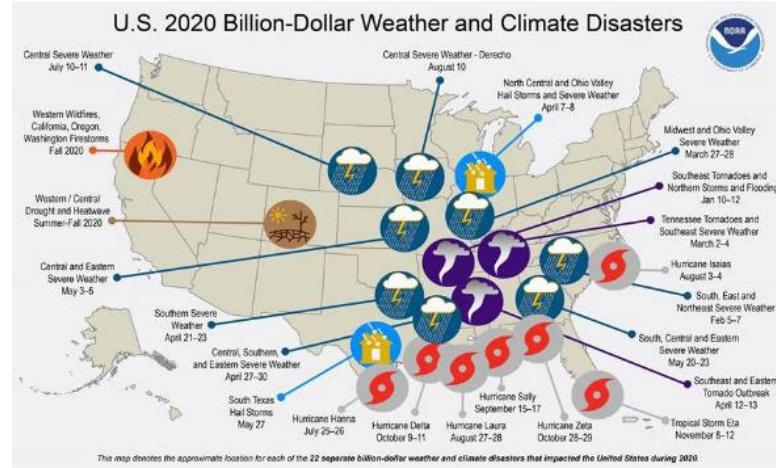 U.S. 2020 Billion-Dollar Weather and Climate Disasters
NOAA
Central Severe Weather
July 10–11
Central Severe Weather - Derecho
August 10
North Central and Ohio Valley
Hail Storms and Severe Weather
April 7–8
Western Wildfires,
California, Oregon,
Washington Firestorms
Fall 2020
Midwest and Ohio Valley
Severe Weather
March 27–28
Southeast Tornadoes and
Northern Storms and Flooding
Jan 10–12
Western / Central
Drought and Heatwave
Summer-Fall 2020
Tennessee Tornadoes and
Southeast Severe Weather
March 2–4
Hurricane Isaias
August 3–4
Central and Eastern
Severe Weather
May 3–5
South, East and
Northeast Severe Weather
Feb 5–7
Southern Severe
Weather
April 21–23
South, Central and Eastern
Severe Weather
May 20–23
Central, Southern,
and Eastern Severe Weather
April 27–30
Southeast and Eastern
Tornado Outbreak
April 12–13
South Texas
Hail Storms
May 27
Hurricane Hanna
July 25–26
Hurricane Delta
October 9–11
Hurricane Laura
August 27–28
Hurricane Sally
September 15–17
Hurricane Zeta
October 28–29
Tropical Storm Eta
November 8–12
This map denotes the approximate location for each of the 22 separate billion-dollar weather and climate disasters that impacted the United States during 2020.